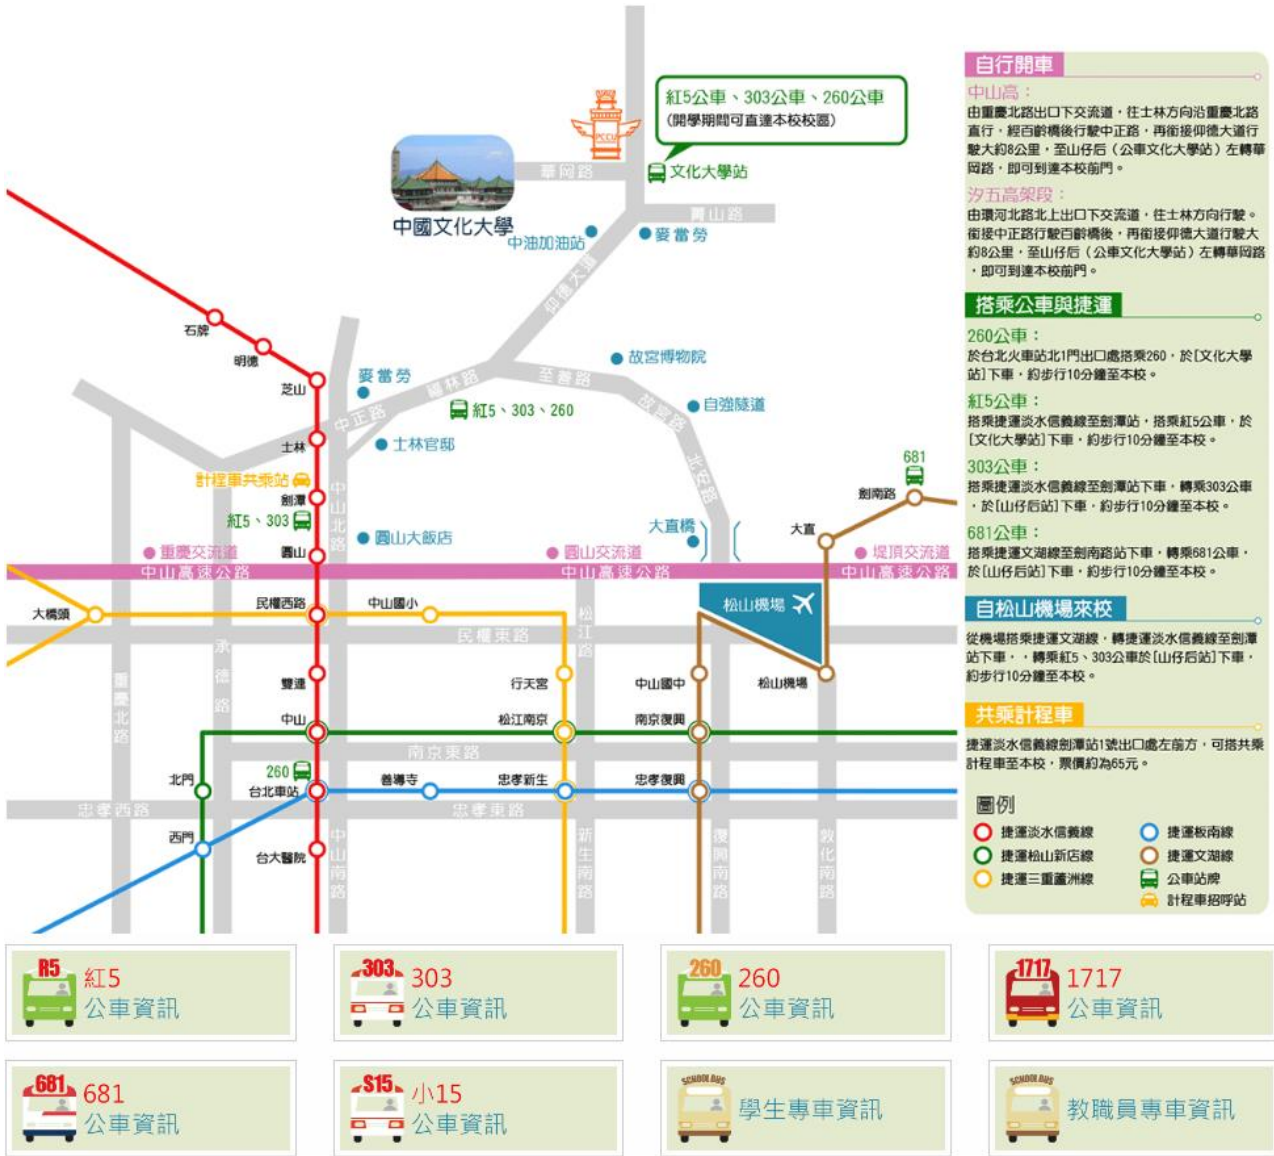 紅5公車、303公車、260公車
(開學期間可直達本校校區)
PCCU
華岡路
文化大學站
中國文化大學
菁山路
中油加油站
麥當勞
仰德大道
石牌
明德
芝山
麥當勞
故宮博物院
福林路
至善路
故宮路
自強隧道
中正路
紅5、303、260
士林
士林官邸
計程車共乘站
劍潭
中山北路
北安路
681
劍南路
紅5、303
圓山大飯店
大直橋
大直
重慶交流道
圓山
圓山交流道
堤頂交流道
中山高速公路
中山高速公路
中山高速公路
大橋頭
民權西路
中山國小
松江路
松山機場
民權東路
承德路
重慶北路
雙連
行天宮
中山國中
松山機場
中山
松江南京
南京復興
南京東路
260
北門
台北車站
善導寺
忠孝新生
忠孝復興
忠孝西路
忠孝東路
西門
台大醫院
中山南路
新生南路
復興南路
敦化南路
自行開車
中山高：
由重慶北路出口下交流道，往士林方向沿重慶北路
直行，經百齡橋後行駛中正路，再銜接仰德大道行
駛大約8公里，至山仔后（公車文化大學站）左轉華
岡路，即可到達本校前門。
汐五高架段：
由環河北路北上出口下交流道，往士林方向行駛。
銜接中正路行駛百齡橋後，再銜接仰德大道行駛大
約8公里，至山仔后（公車文化大學站）左轉華岡路
，即可到達本校前門。
搭乘公車與捷運
260公車：
於台北火車站北1門出口處搭乘260，於[文化大學
站]下車，約步行10分鐘至本校。
紅5公車：
搭乘捷運淡水信義線至劍潭站，搭乘紅5公車，於
[文化大學站]下車，約步行10分鐘至本校。
303公車：
搭乘捷運淡水信義線至劍潭站下車，轉乘303公車
，於[山仔后站]下車，約步行10分鐘至本校。
681公車：
搭乘捷運文湖線至劍南路站下車，轉乘681公車，
於[山仔后站]下車，約步行10分鐘至本校。
自松山機場來校
從機場搭乘捷運文湖線，轉捷運淡水信義線至劍潭
站下車，，轉乘紅5、303公車於[山仔后站]下車，
約步行10分鐘至本校。
共乘計程車
捷運淡水信義線劍潭站1號出口處左前方，可搭共乘
計程車至本校，票價約為65元。
圖例
捷運淡水信義線
捷運板南線
捷運松山新店線
捷運文湖線
捷運三重蘆洲線
公車站牌
計程車招呼站
R5
紅5
公車資訊
303
303
公車資訊
260
260
公車資訊
1717
1717
公車資訊
681
681
公車資訊
S15
小15
公車資訊
SCHOOL BUS
學生專車資訊
SCHOOL BUS
教職員專車資訊